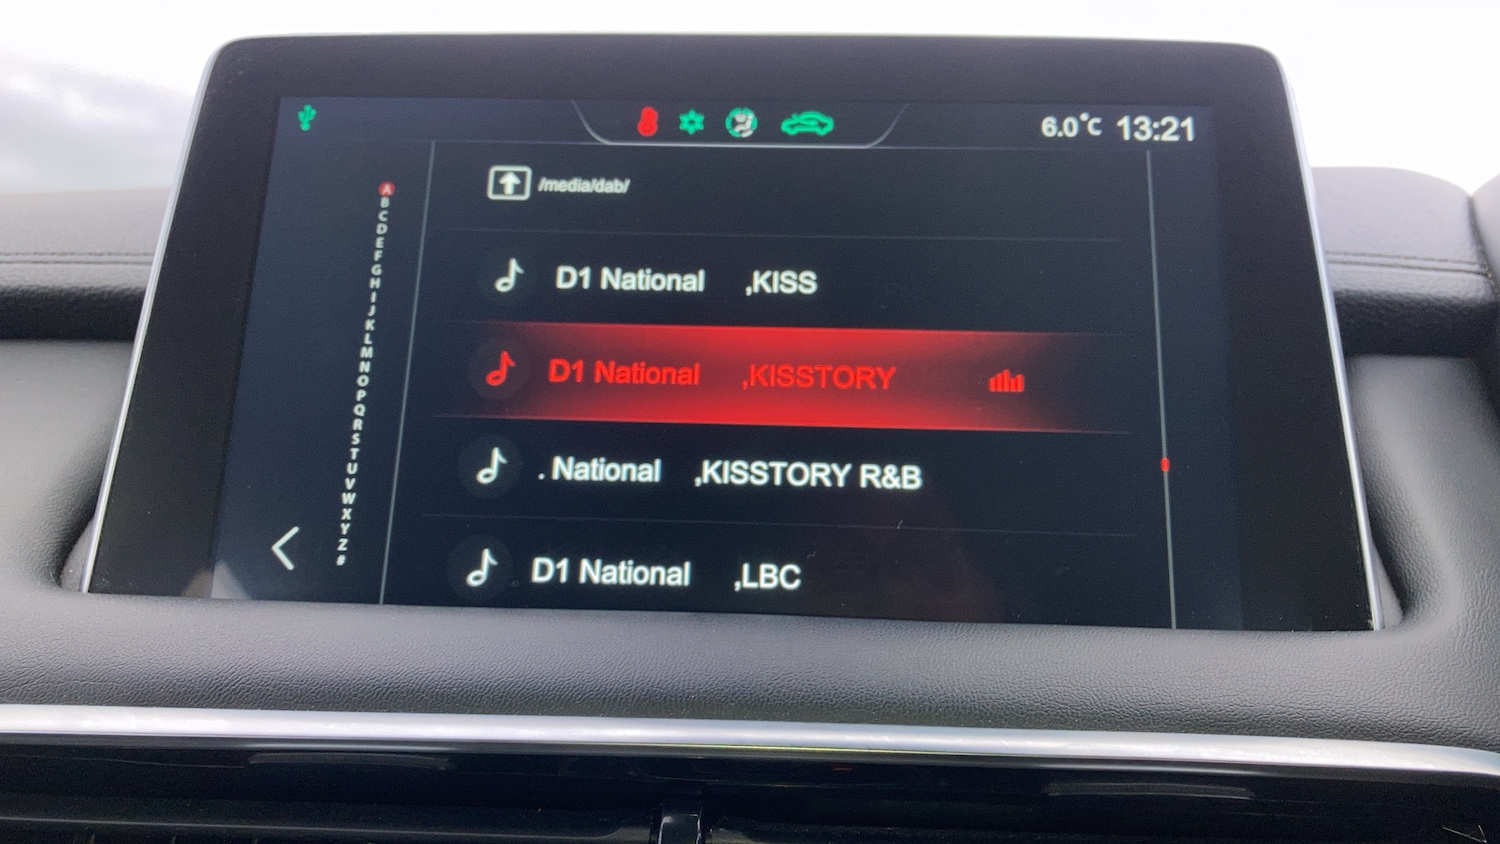 6.0°C 13:21
/media/dab/
A
B
C
D
E
F
G
H
I
J
K
L
M
N
O
P
Q
R
S
T
U
V
W
X
Y
Z
#
D1 National ,KISS
D1 National ,KISSTORY
. National ,KISSTORY R&B
D1 National ,LBC